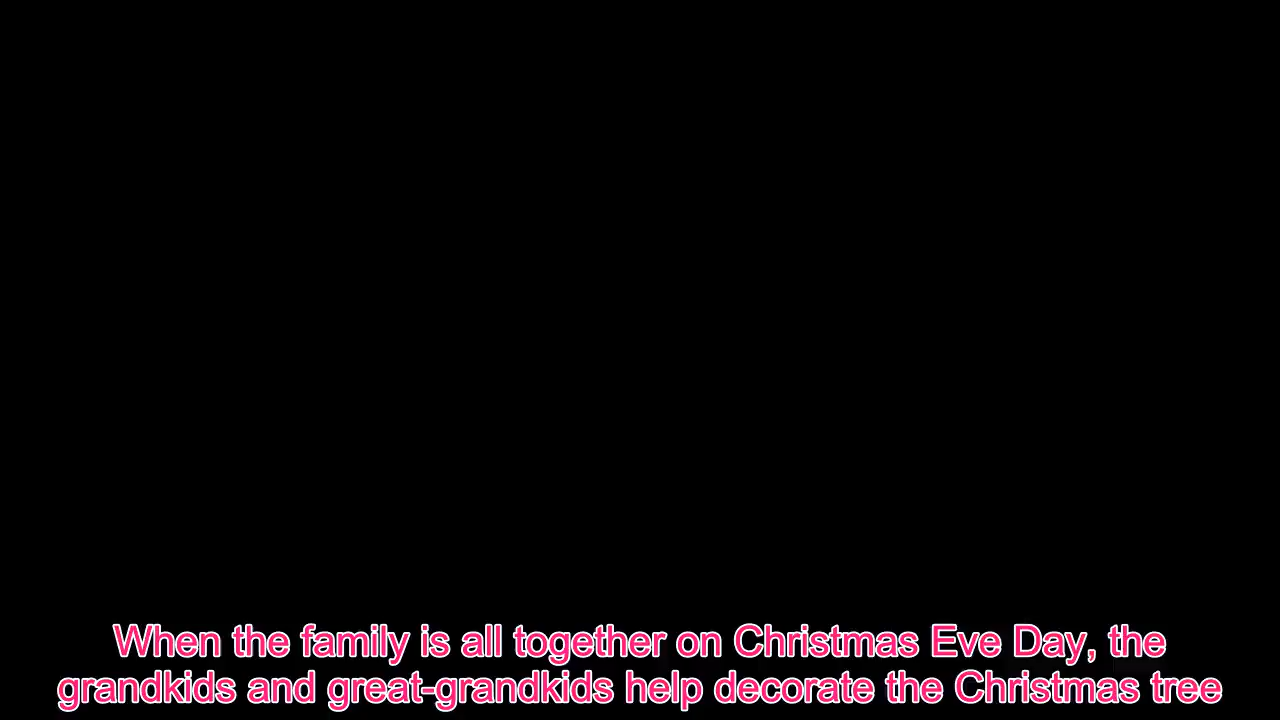 When the family is all together on Christmas Eve Day, the
grandkids and great-grandkids help decorate the Christmas tree